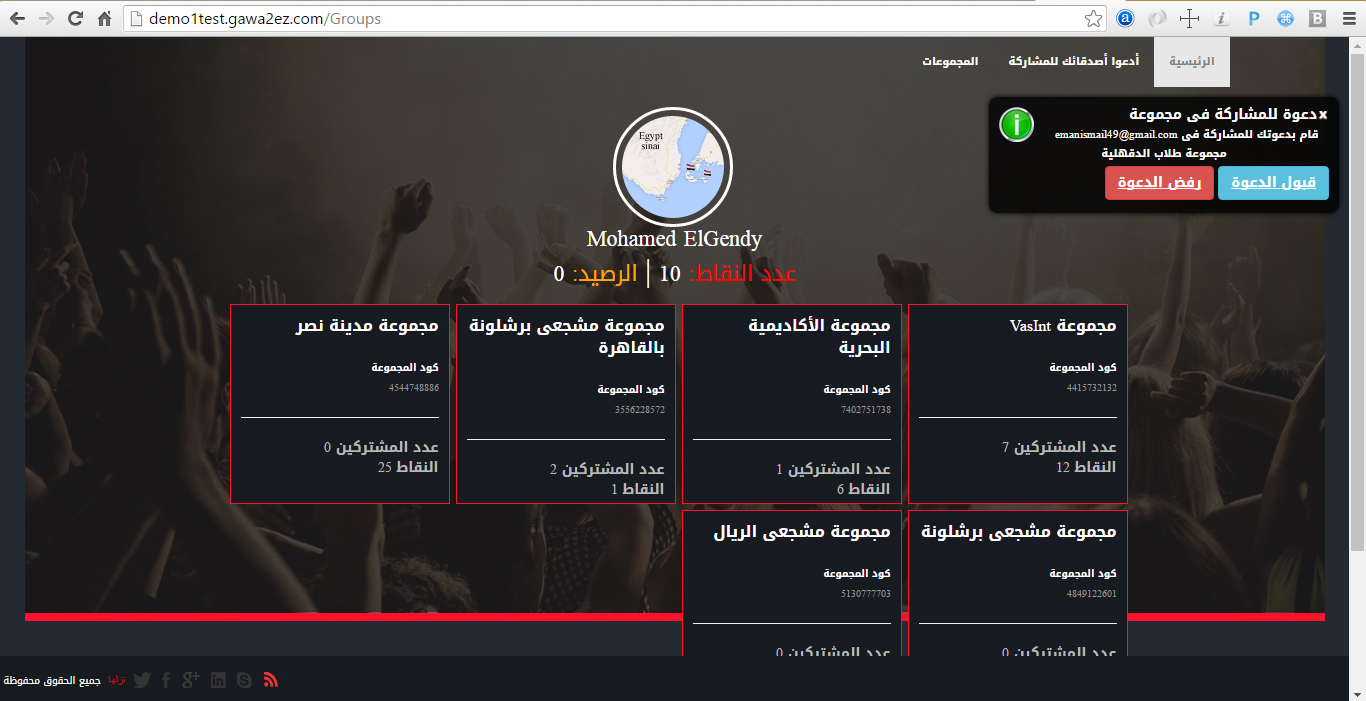 demo1test.gawa2ez.com/Groups
الرئيسية
أدعوا أصدقائك للمشاركة
المجموعات
x
دعوة للمشاركة فى مجموعة
قام بدعوتك للمشاركة فى emanismail49@gmail.com
مجموعة طلاب الدقهلية
قبول الدعوة
رفض الدعوة
Egypt
sinai
Mohamed ElGendy
عدد النقاط: 10 | الرصيد: 0
مجموعة VasInt
كود المجموعة
4415732132
عدد المشتركين 7
النقاط 12
مجموعة الأكاديمية
البحرية
كود المجموعة
7402751738
عدد المشتركين 1
النقاط 6
مجموعة مشجعى برشلونة
بالقاهرة
كود المجموعة
3556228572
عدد المشتركين 2
النقاط 1
مجموعة مدينة نصر
كود المجموعة
4544748886
عدد المشتركين 0
النقاط 25
مجموعة مشجعى برشلونة
كود المجموعة
4849122601
عدد المشتركين 0
مجموعة مشجعى الريال
كود المجموعة
5130777703
عدد المشتركين 0
جميع الحقوق محفوظة